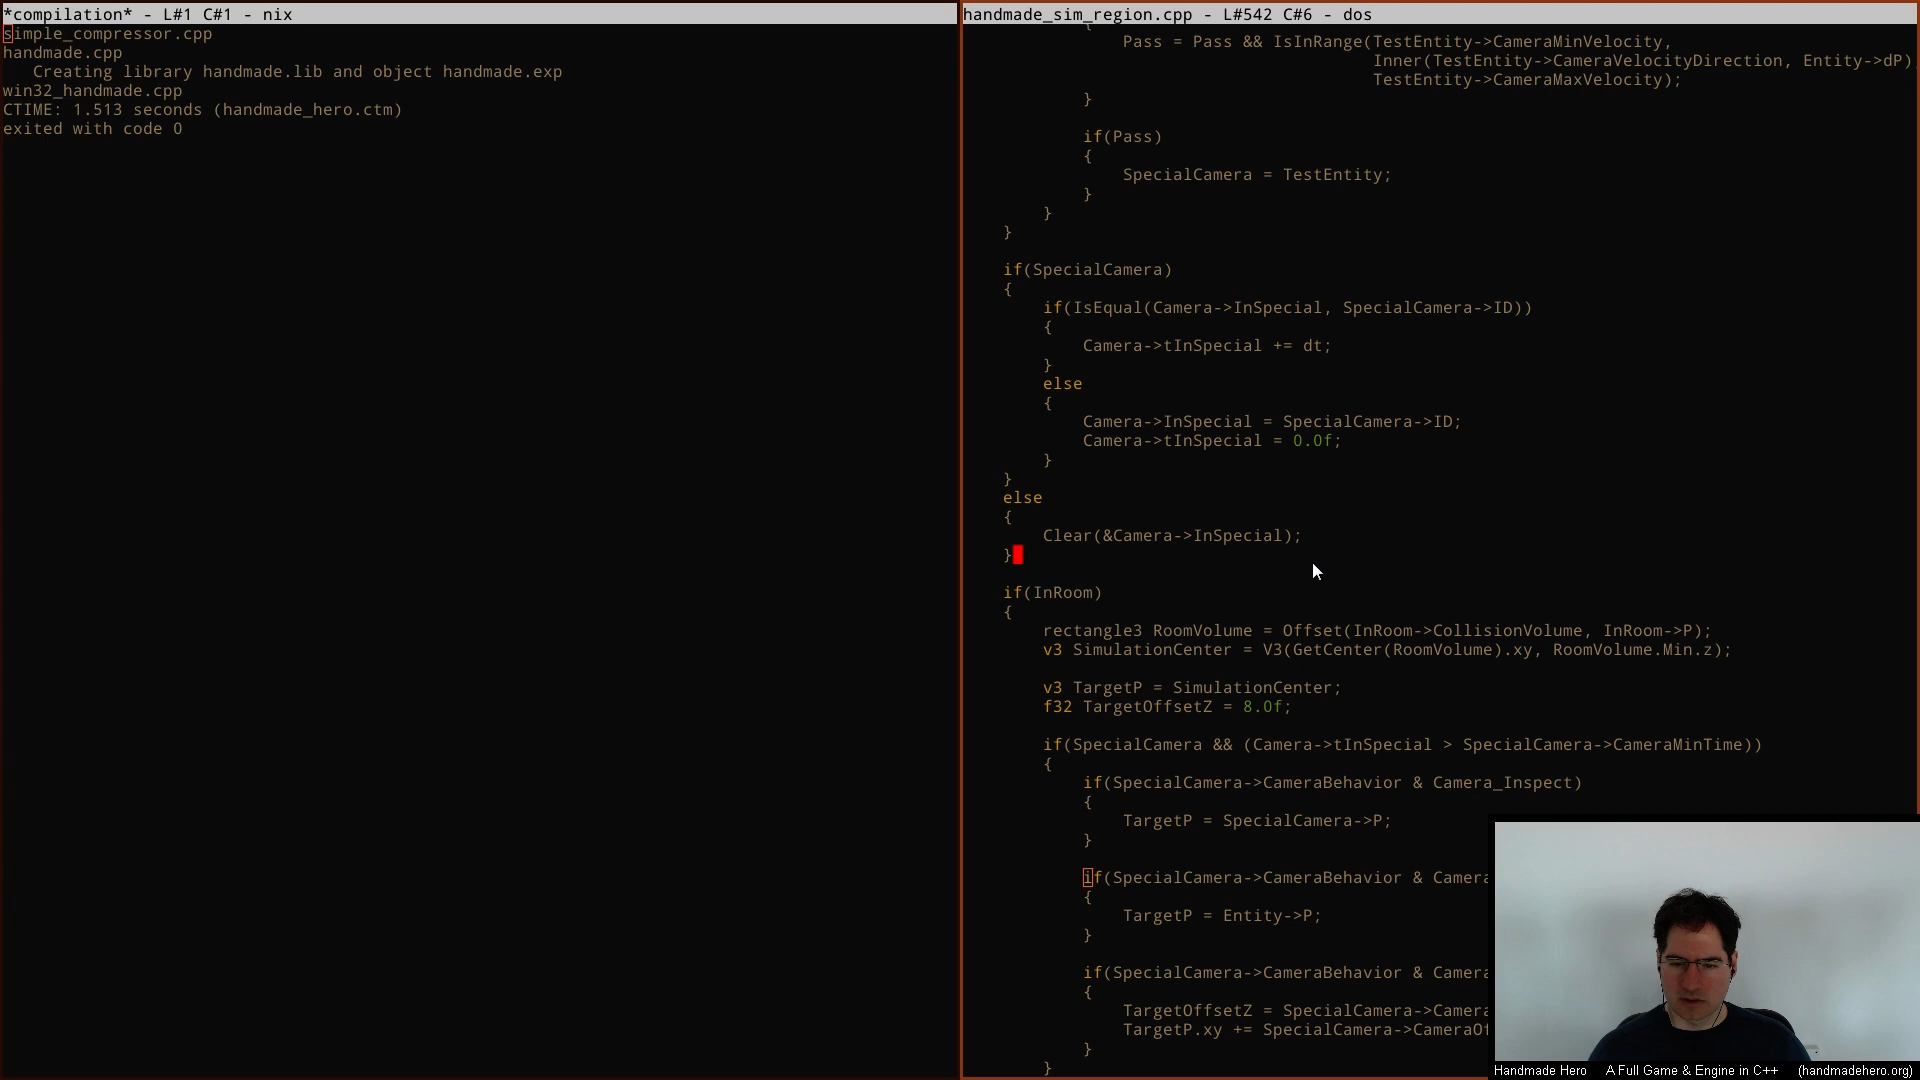 *compilation* - L#1 C#1 - nix
simple_compressor.cpp
handmade.cpp
   Creating library handmade.lib and object handmade.exp
win32_handmade.cpp
CTIME: 1.513 seconds (handmade_hero.ctm)
exited with code 0
handmade_sim_region.cpp - L#542 C#6 - dos
            {
                Pass = Pass && IsInRange(TestEntity->CameraMinVelocity,
                                         Inner(TestEntity->CameraVelocityDirection, Entity->dP)
                                         TestEntity->CameraMaxVelocity);
            }

            if(Pass)
            {
                SpecialCamera = TestEntity;
            }
        }
    }

    if(SpecialCamera)
    {
        if(IsEqual(Camera->InSpecial, SpecialCamera->ID))
        {
            Camera->tInSpecial += dt;
        }
        else
        {
            Camera->InSpecial = SpecialCamera->ID;
            Camera->tInSpecial = 0.0f;
        }
    }
    else
    {
        Clear(&Camera->InSpecial);
    }

    if(InRoom)
    {
        rectangle3 RoomVolume = Offset(InRoom->CollisionVolume, InRoom->P);
        v3 SimulationCenter = V3(GetCenter(RoomVolume).xy, RoomVolume.Min.z);

        v3 TargetP = SimulationCenter;
        f32 TargetOffsetZ = 8.0f;

        if(SpecialCamera && (Camera->tInSpecial > SpecialCamera->CameraMinTime))
        {
            if(SpecialCamera->CameraBehavior & Camera_Inspect)
            {
                TargetP = SpecialCamera->P;
            }

            if(SpecialCamera->CameraBehavior & Camera
            {
                TargetP = Entity->P;
            }

            if(SpecialCamera->CameraBehavior & Camera
            {
                TargetOffsetZ = SpecialCamera->Camera
                TargetP.xy += SpecialCamera->CameraOf
            }
        }
Handmade Hero    A Full Game & Engine in C++    (handmadehero.org)